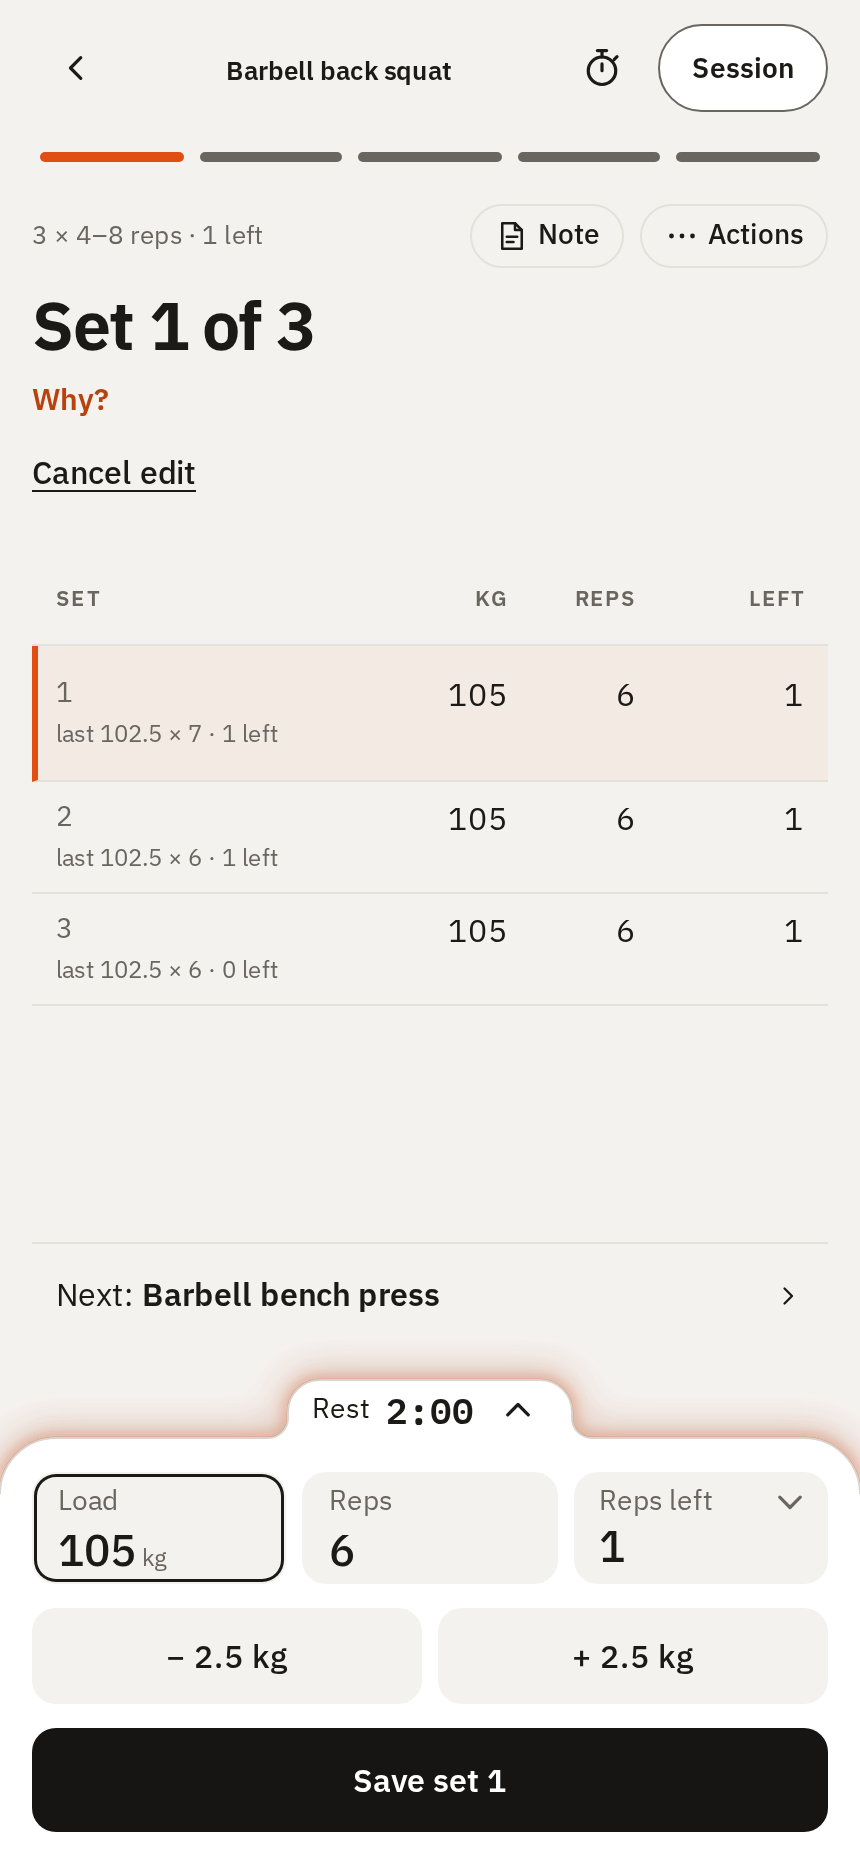 Barbell back squat
Session
3 × 4–8 reps · 1 left
Note
Actions
Set 1 of 3
Why?
Cancel edit
SET KG REPS LEFT
1 105 6 1
last 102.5 × 7 · 1 left
2 105 6 1
last 102.5 × 6 · 1 left
3 105 6 1
last 102.5 × 6 · 0 left
Next: Barbell bench press
Rest 2:00
Load Reps Reps left
105 kg 6 1
− 2.5 kg + 2.5 kg
Save set 1